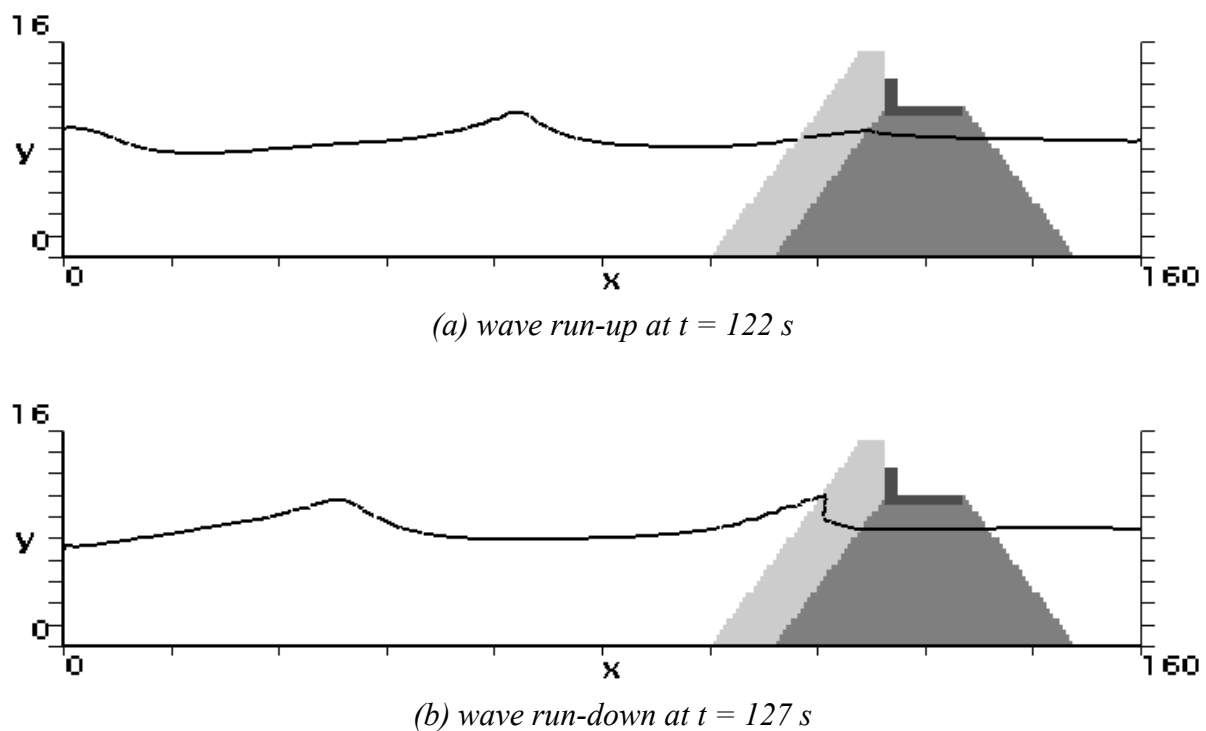 16
y
0
0 x 160
(a) wave run-up at t = 122 s
16
y
0
0 x 160
(b) wave run-down at t = 127 s